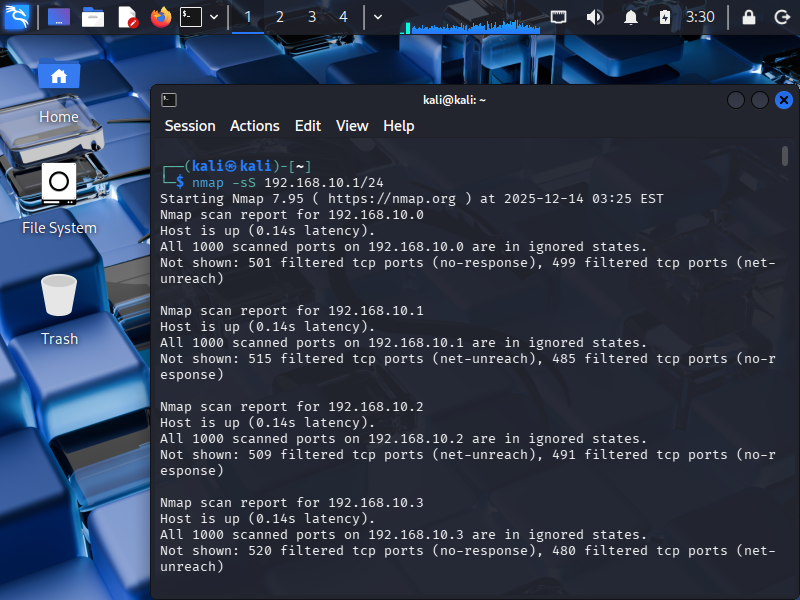 1 2 3 4 3:30
Home
File System
Trash
kali@kali: ~
Session Actions Edit View Help
┌──(kali㉿kali)-[~]
└─$ nmap -sS 192.168.10.1/24
Starting Nmap 7.95 ( https://nmap.org ) at 2025-12-14 03:25 EST
Nmap scan report for 192.168.10.0
Host is up (0.14s latency).
All 1000 scanned ports on 192.168.10.0 are in ignored states.
Not shown: 501 filtered tcp ports (no-response), 499 filtered tcp ports (net-
unreach)
Nmap scan report for 192.168.10.1
Host is up (0.14s latency).
All 1000 scanned ports on 192.168.10.1 are in ignored states.
Not shown: 515 filtered tcp ports (net-unreach), 485 filtered tcp ports (no-r
esponse)
Nmap scan report for 192.168.10.2
Host is up (0.14s latency).
All 1000 scanned ports on 192.168.10.2 are in ignored states.
Not shown: 509 filtered tcp ports (net-unreach), 491 filtered tcp ports (no-r
esponse)
Nmap scan report for 192.168.10.3
Host is up (0.14s latency).
All 1000 scanned ports on 192.168.10.3 are in ignored states.
Not shown: 520 filtered tcp ports (no-response), 480 filtered tcp ports (net-
unreach)